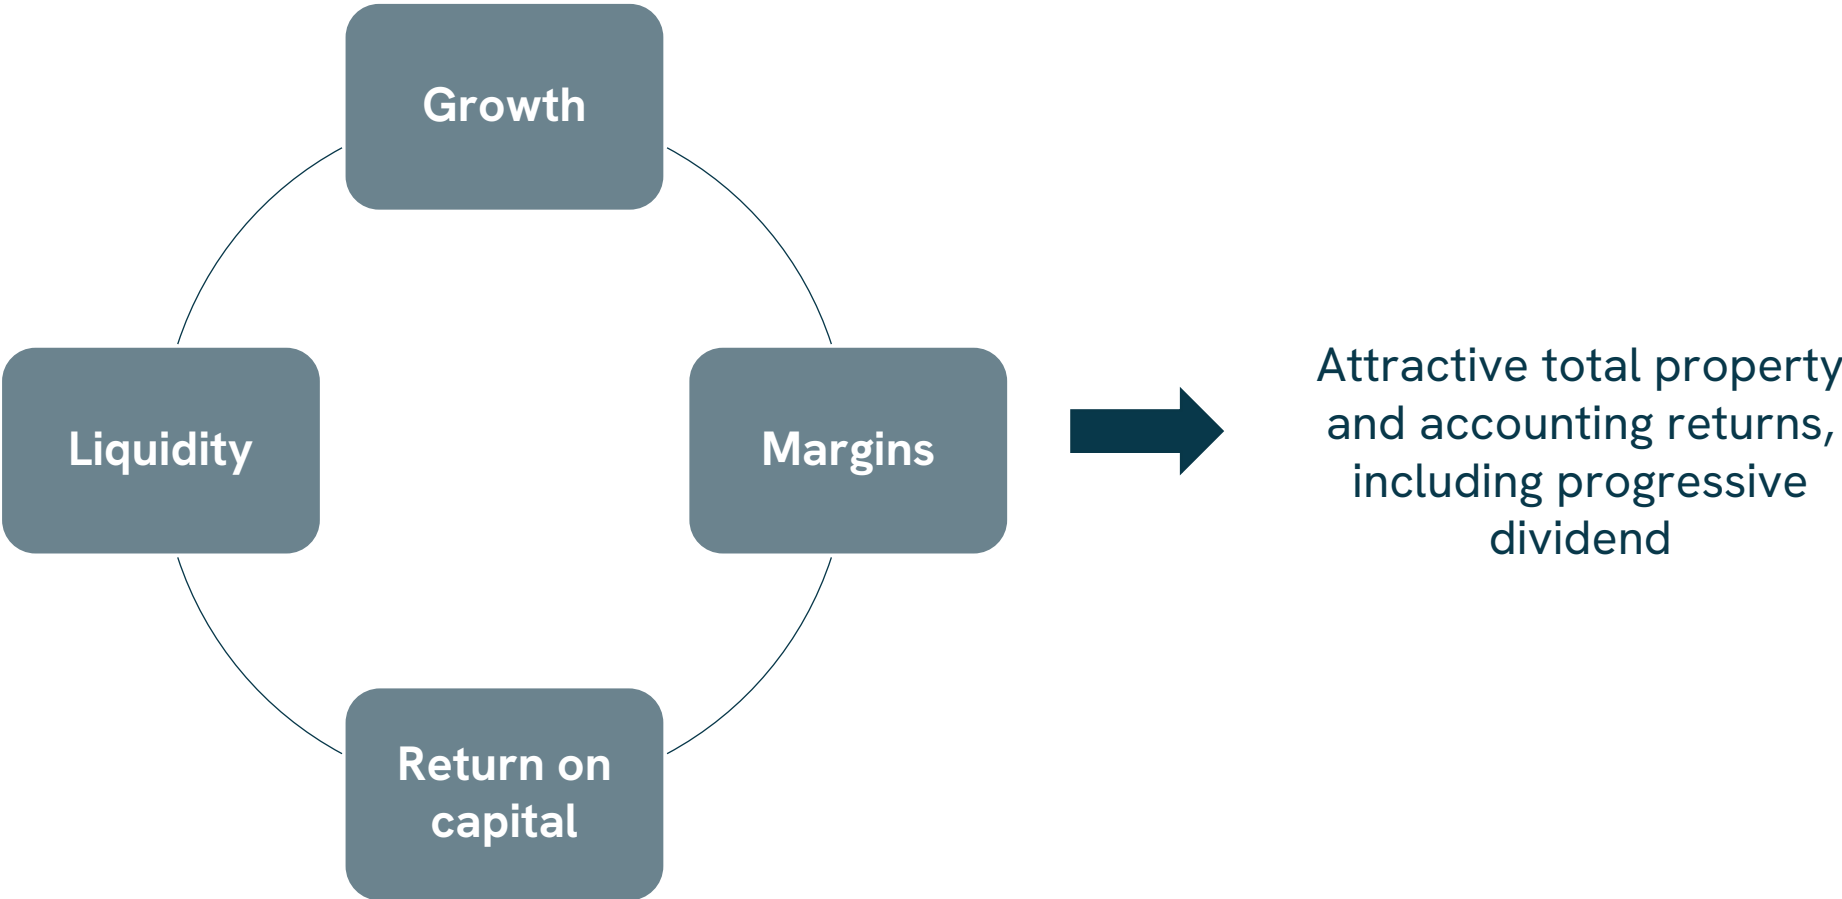 Growth
Liquidity
Margins
Return on
capital
Attractive total property
and accounting returns,
including progressive
dividend